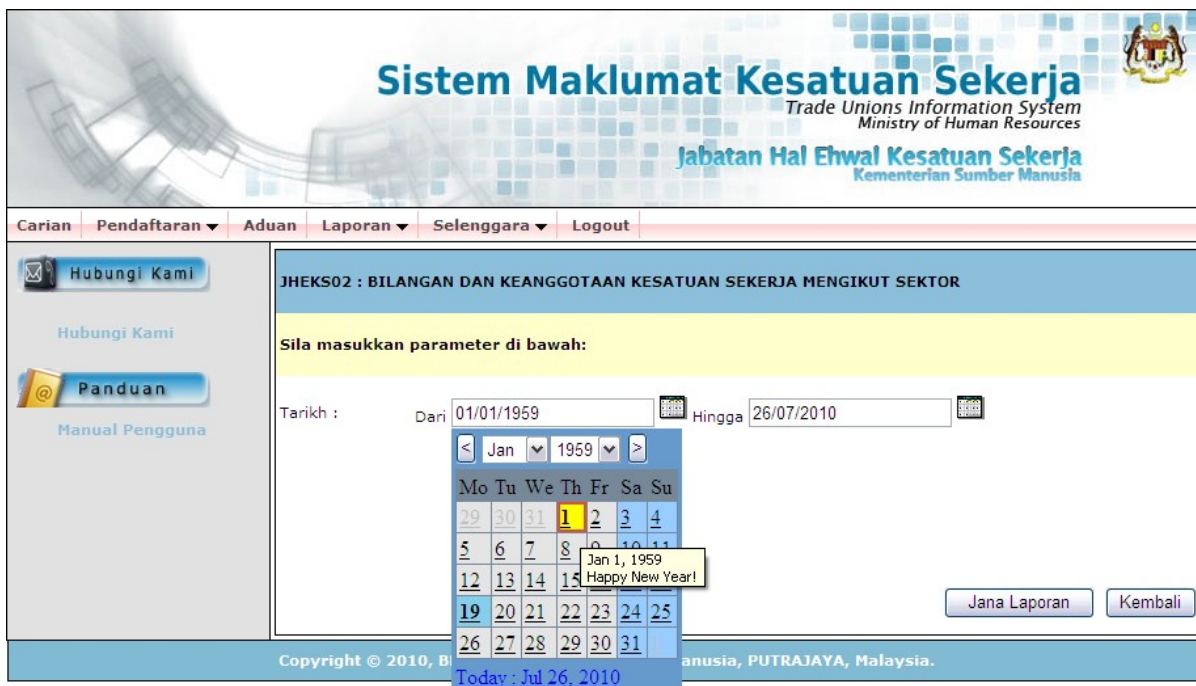 Sistem Maklumat Kesatuan Sekerja
Trade Unions Information System
Ministry of Human Resources
Jabatan Hal Ehwal Kesatuan Sekerja
Kementerian Sumber Manusia
Carian Pendaftaran Aduan Laporan Selenggara Logout
Hubungi Kami
Hubungi Kami
Panduan
Manual Pengguna
JHEKS02 : BILANGAN DAN KEANGGOTAAN KESATUAN SEKERJA MENGIKUT SEKTOR
Sila masukkan parameter di bawah:
Tarikh : Dari 01/01/1959 Hingga 26/07/2010
< Jan 1959 >
Mo Tu We Th Fr Sa Su
29 30 31 1 2 3 4
5 6 7 8 9 10 11
Jan 1, 1959
Happy New Year!
12 13 14 15
19 20 21 22 23 24 25
26 27 28 29 30 31 1
Today : Jul 26, 2010
Jana Laporan Kembali
Copyright © 2010, anusia, PUTRAJAYA, Malaysia.